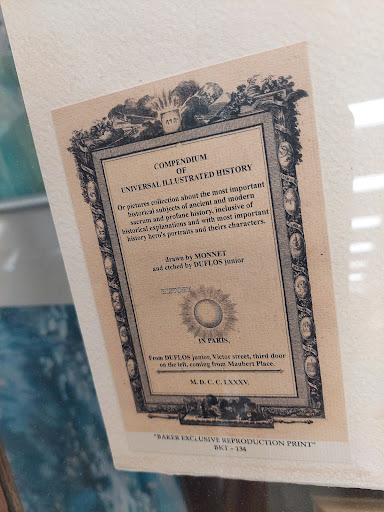 COMPENDIUM
OF
UNIVERSAL ILLUSTRATED HISTORY
Or pictures collection about the most important
historical subjects of ancient and modern
sacrum and profane history, inclusive of
historical explanations and with most important
history hero's portraits and theirs characters.
drawn by MONNET
and etched by DUFLOS junior
HISTORY
IN PARIS,
From DUFLOS junior, Victor street, third door
on the left, coming from Maubert Place.
M. D. C. C. LXXXV.
"BAKER EXCLUSIVE REPRODUCTION PRINT"
BKT - 134